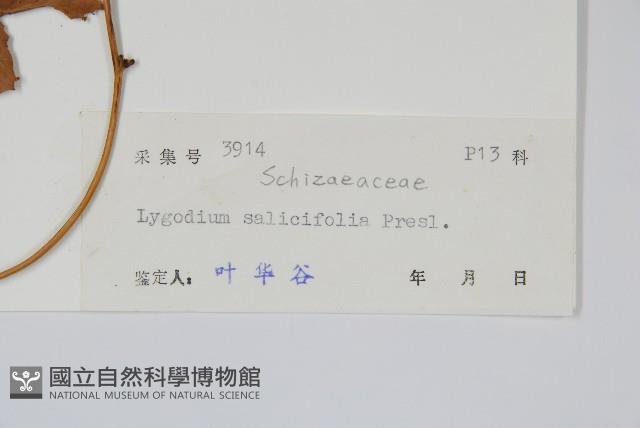 采集号 3914 P13 科
Schizaeaceae
Lygodium salicifolia Presl.
鉴定人: 叶华谷 年 月 日
國立自然科學博物館
NATIONAL MUSEUM OF NATURAL SCIENCE